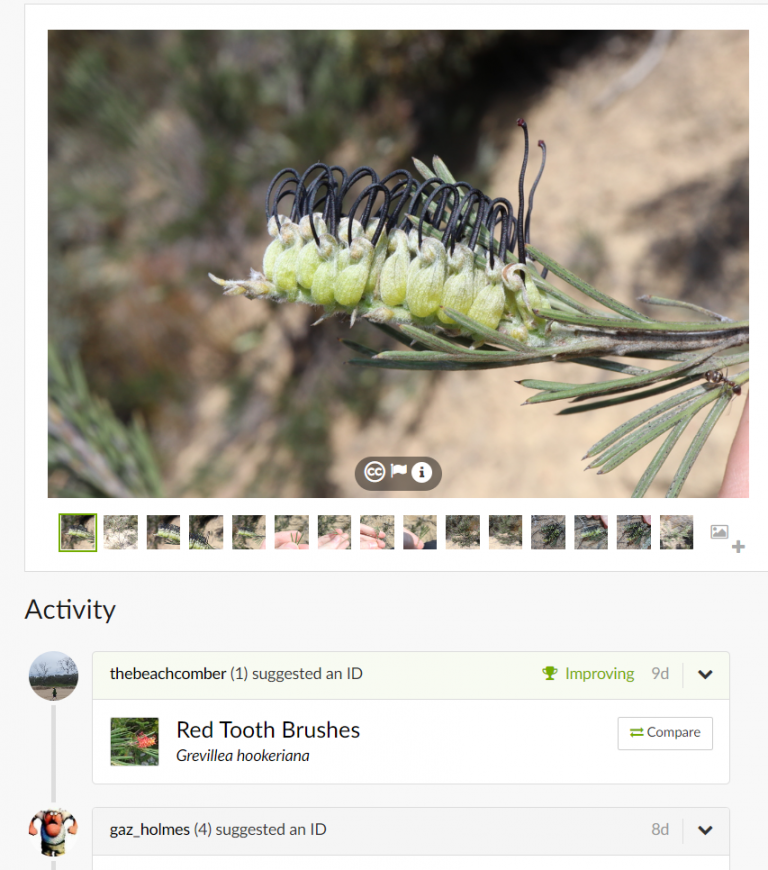 Activity
thebeachcomber (1) suggested an ID Improving 9d
Red Tooth Brushes Compare
Grevillea hookeriana
gaz_holmes (4) suggested an ID 8d